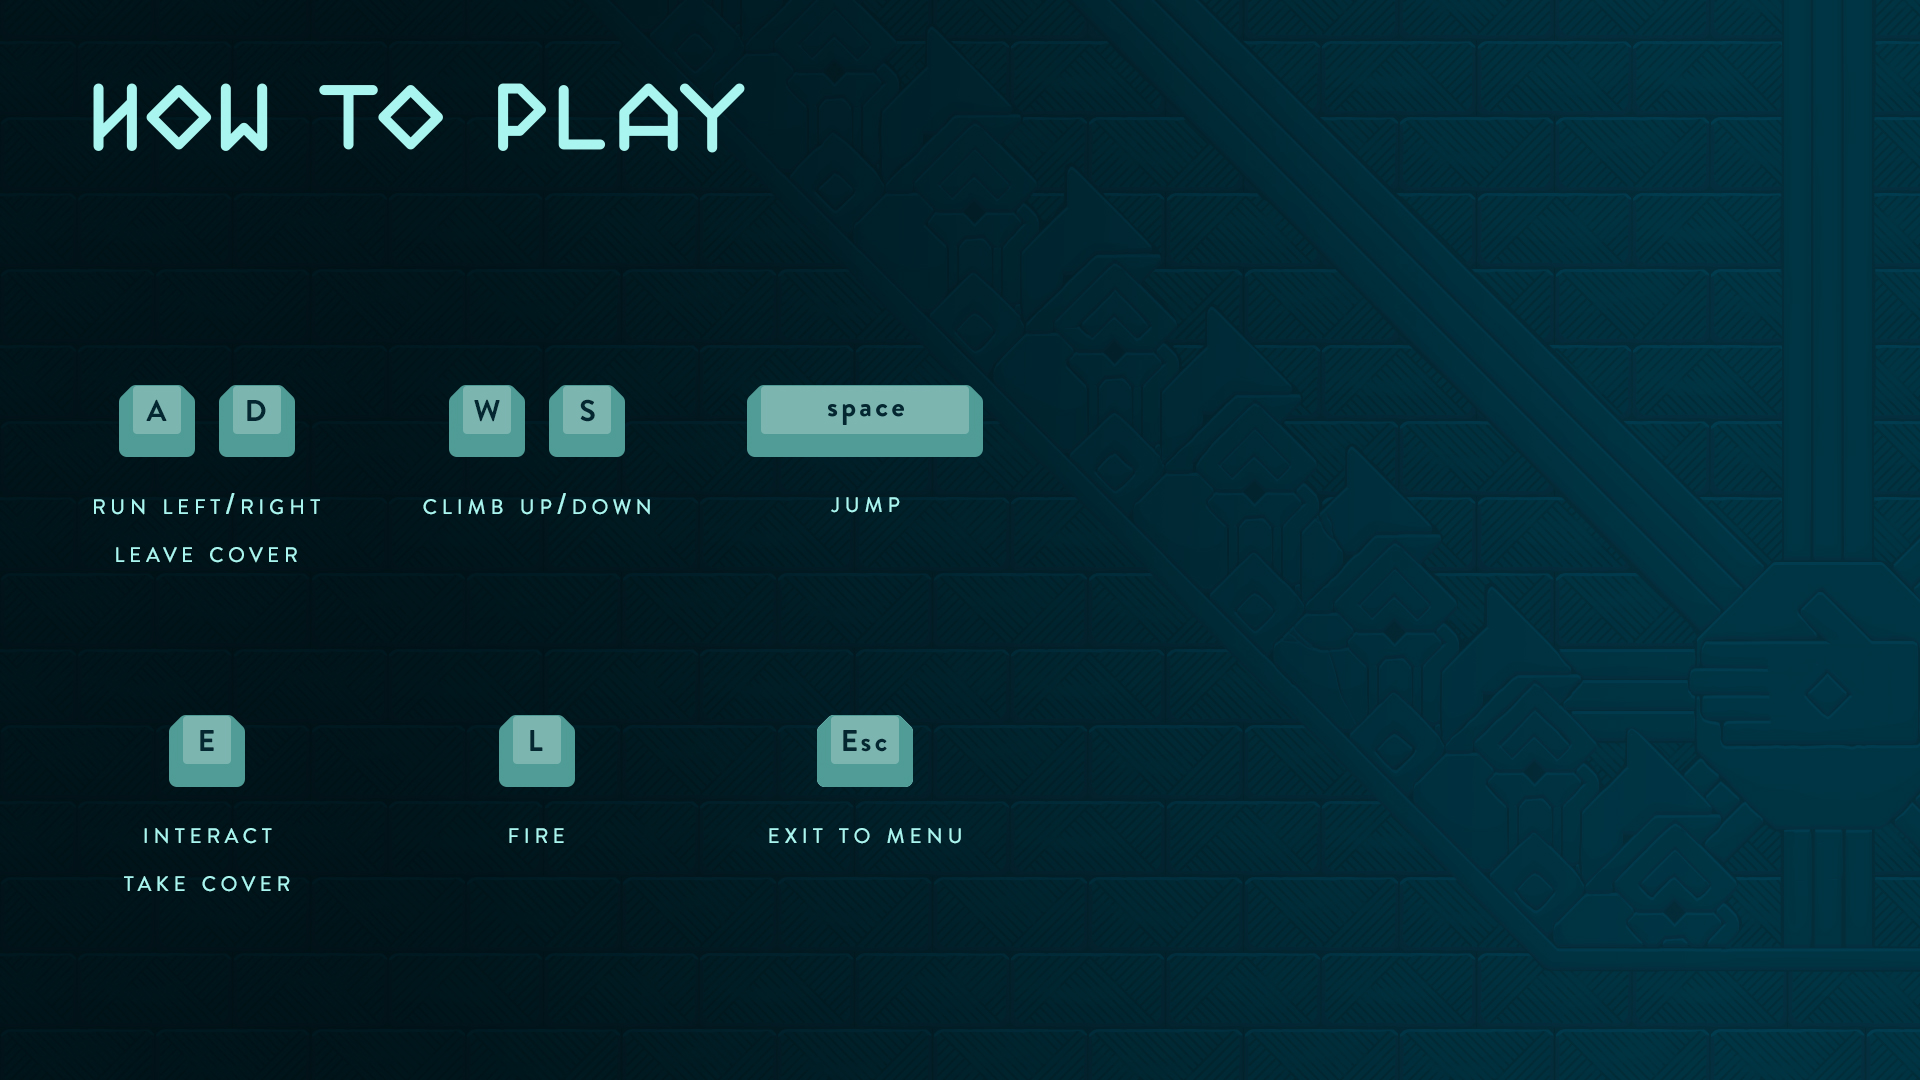 HOW TO PLAY
A D
W S
space
RUN LEFT/RIGHT
LEAVE COVER
CLIMB UP/DOWN
JUMP
E
L
Esc
INTERACT
TAKE COVER
FIRE
EXIT TO MENU